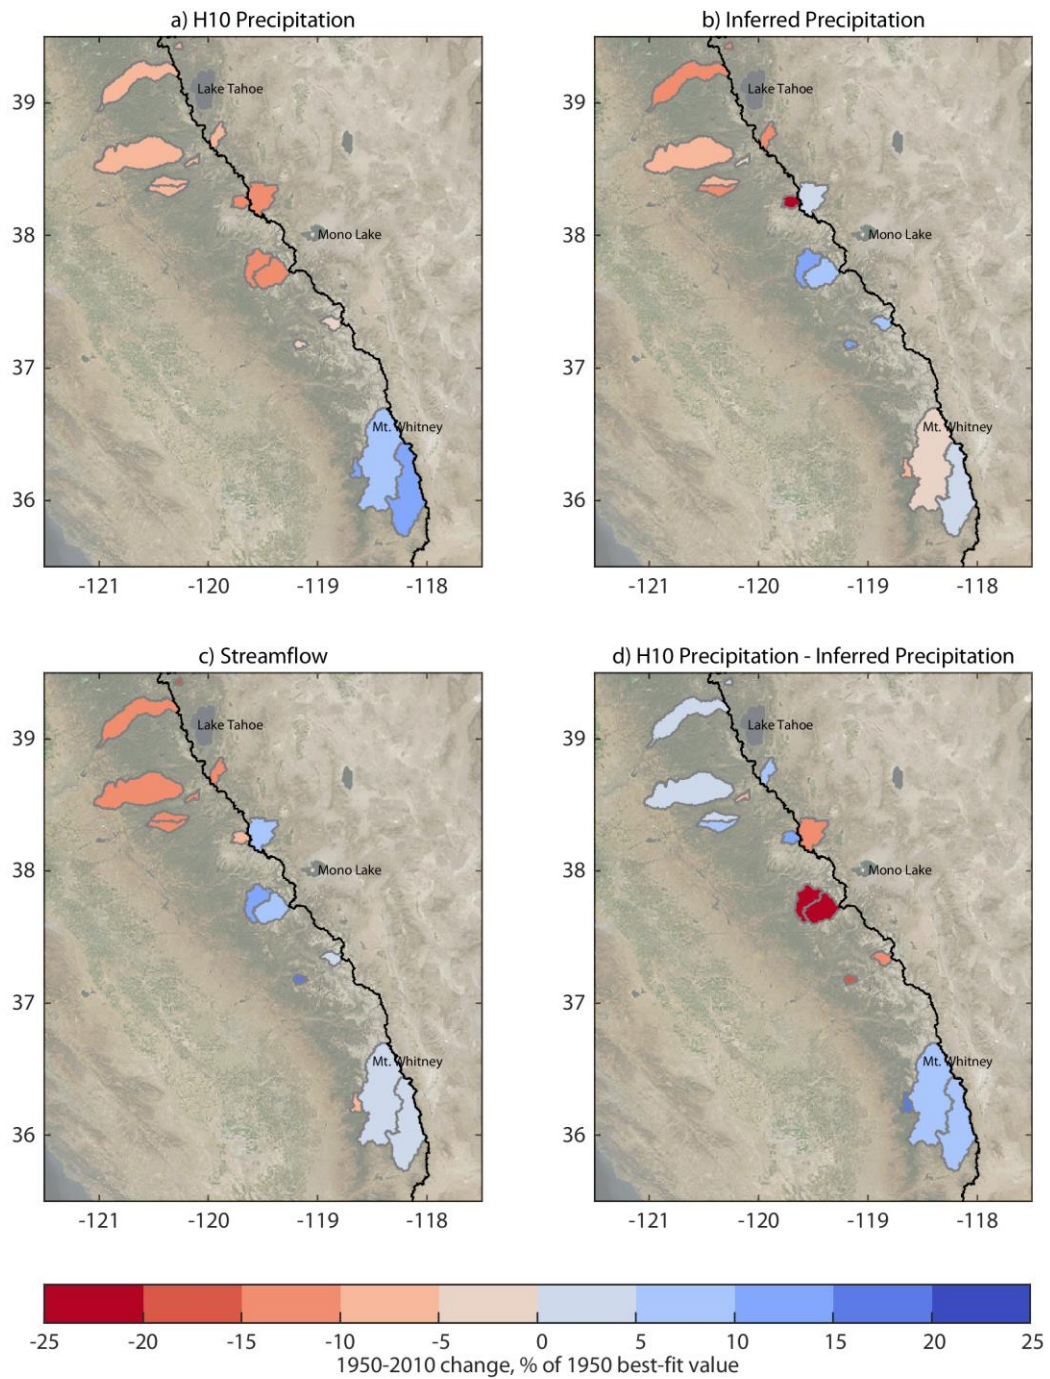 a) H10 Precipitation
b) Inferred Precipitation
39
38
37
36
Lake Tahoe
Mono Lake
Mt. Whitney
-121 -120 -119 -118
39
38
37
36
Lake Tahoe
Mono Lake
Mt. Whitney
-121 -120 -119 -118
c) Streamflow
d) H10 Precipitation - Inferred Precipitation
39
38
37
36
Lake Tahoe
Mono Lake
Mt. Whitney
-121 -120 -119 -118
39
38
37
36
Lake Tahoe
Mono Lake
Mt. Whitney
-121 -120 -119 -118
-25 -20 -15 -10 -5 0 5 10 15 20 25
1950-2010 change, % of 1950 best-fit value